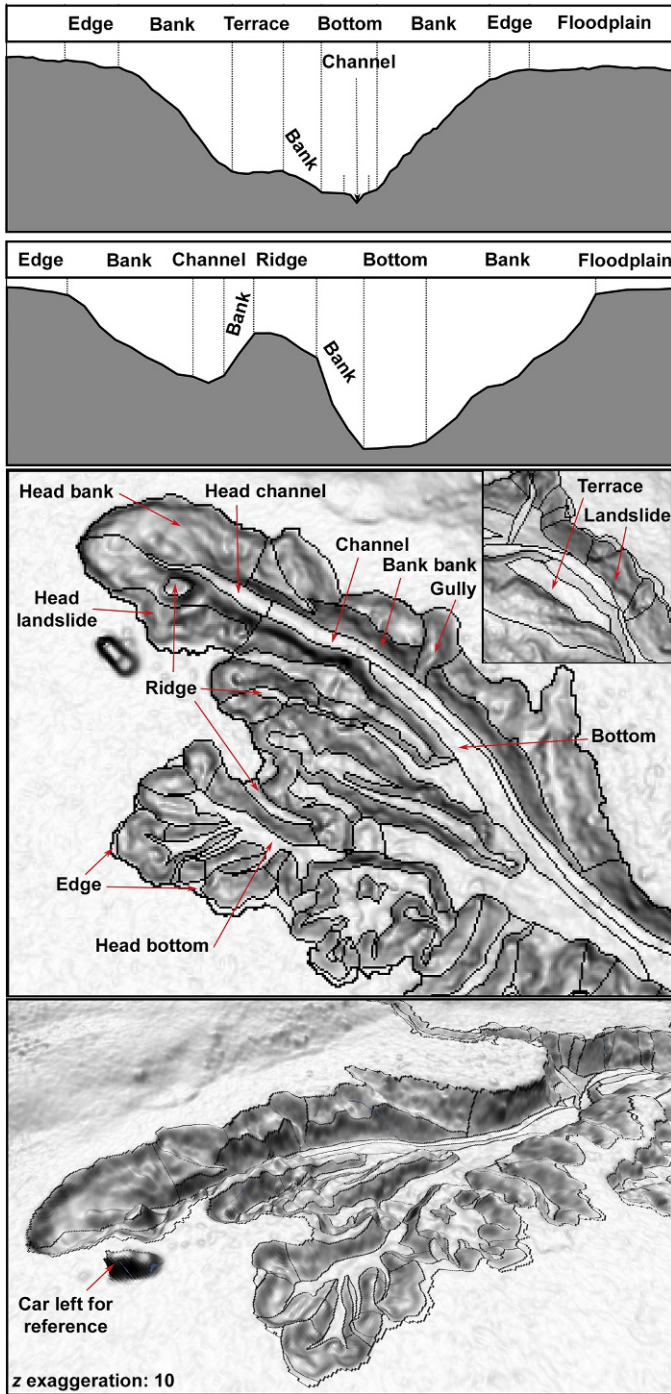 Edge Bank Terrace Bottom Bank Edge Floodplain
Channel
Bank
Edge Bank Channel Ridge Bottom Bank Floodplain
Bank
Bank
Head bank
Head channel
Terrace
Landslide
Channel
Bank bank
Gully
Head
landslide
Ridge
Bottom
Edge
Head bottom
Car left for
reference
z exaggeration: 10